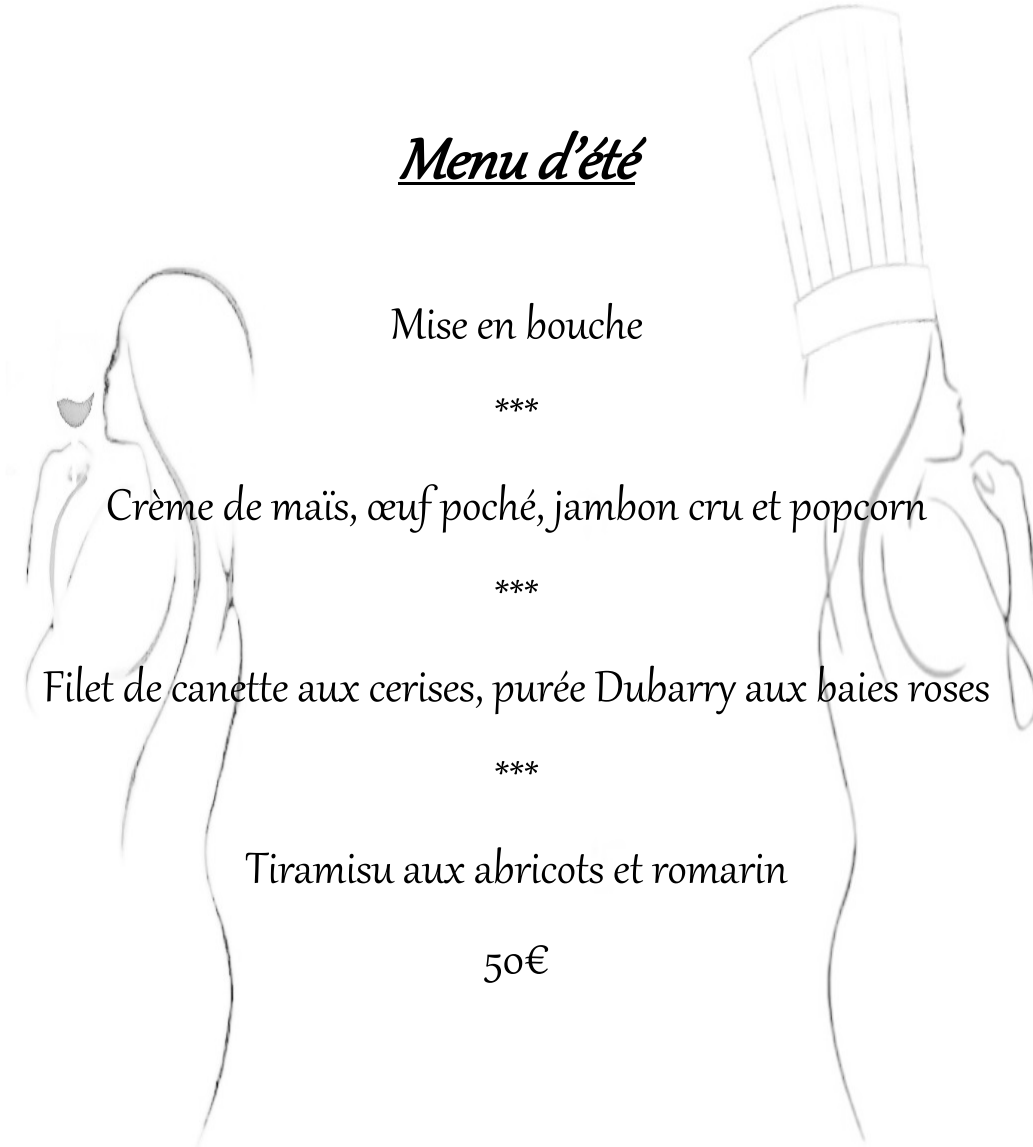 Menu d’été
Mise en bouche
***
Crème de maïs, œuf poché, jambon cru et popcorn
***
Filet de canette aux cerises, purée Dubarry aux baies roses
***
Tiramisu aux abricots et romarin
50€